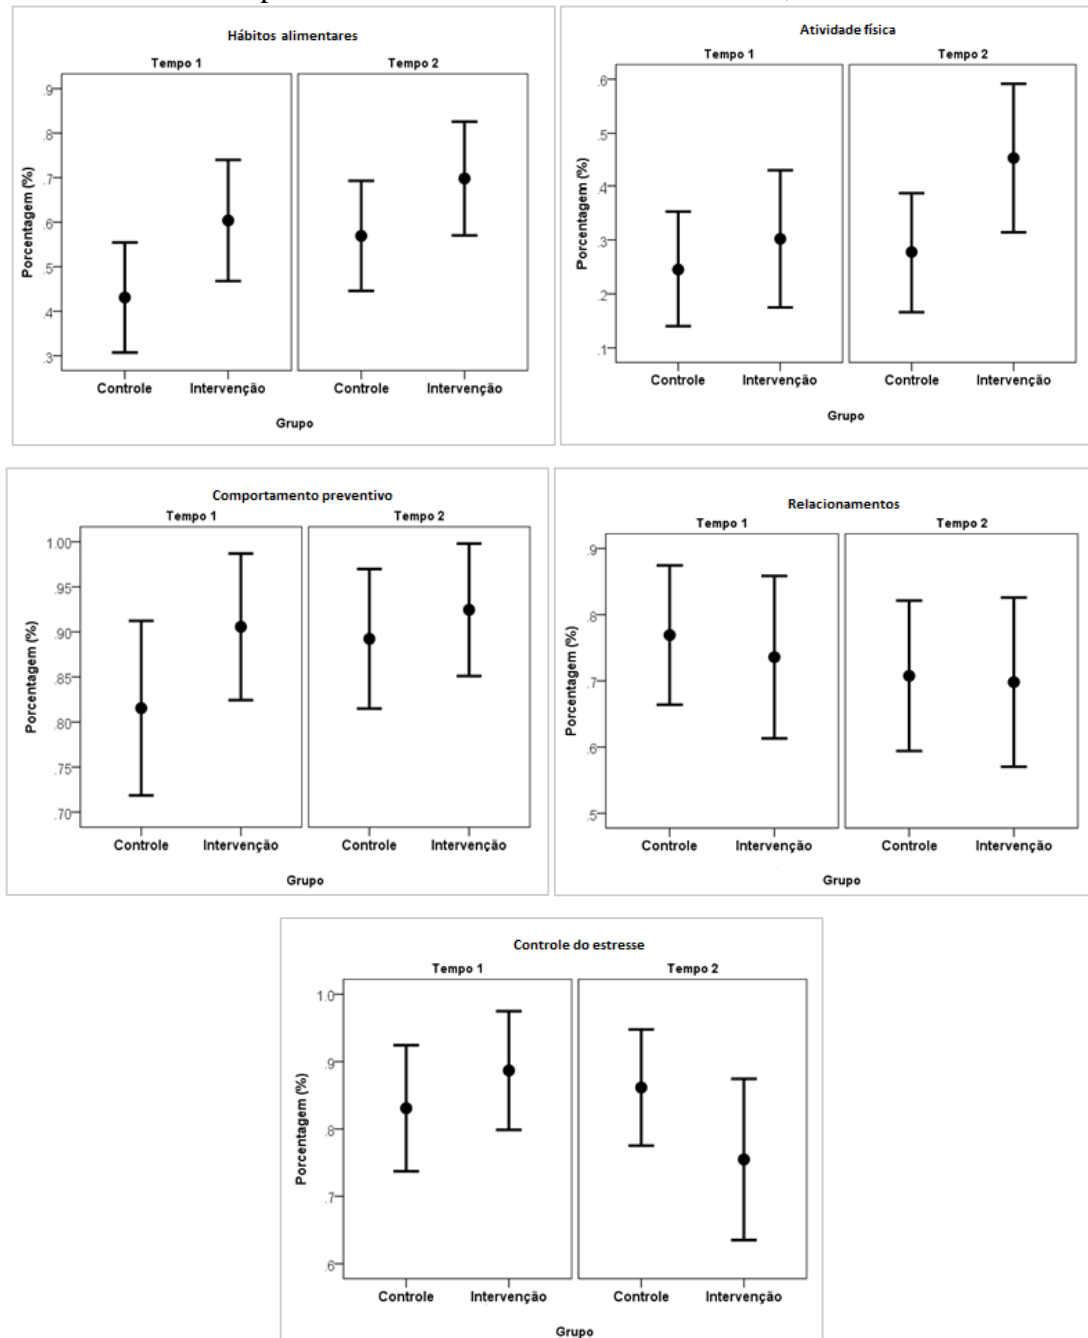 Hábitos alimentares
Tempo 1 Tempo 2
Porcentagem (%)
.9
.8
.7
.6
.5
.4
.3
Controle Intervenção Controle Intervenção
Grupo
Atividade física
Tempo 1 Tempo 2
Porcentagem (%)
.6
.5
.4
.3
.2
.1
Controle Intervenção Controle Intervenção
Grupo
Comportamento preventivo
Tempo 1 Tempo 2
Porcentagem (%)
1.00
.95
.90
.85
.80
.75
.70
Controle Intervenção Controle Intervenção
Grupo
Relacionamentos
Tempo 1 Tempo 2
Porcentagem (%)
.9
.8
.7
.6
.5
Controle Intervenção Controle Intervenção
Grupo
Controle do estresse
Tempo 1 Tempo 2
Porcentagem (%)
1.0
.9
.8
.7
.6
Controle Intervenção Controle Intervenção
Grupo